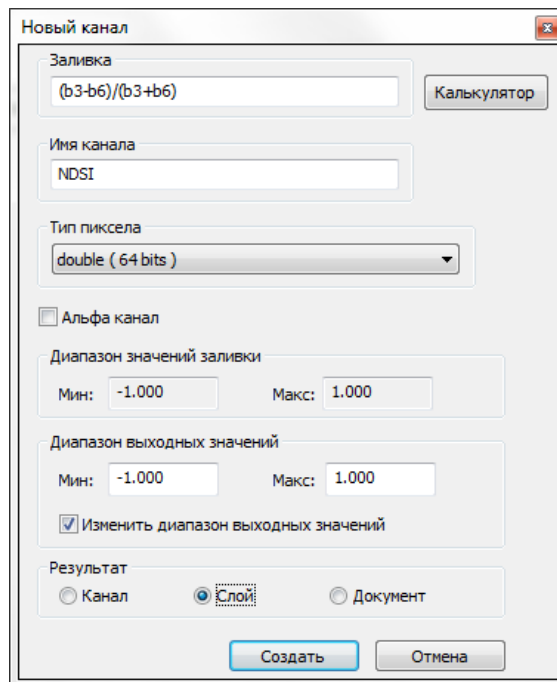 Новый канал
Заливка
(b3-b6)/(b3+b6)
Калькулятор
Имя канала
NDSI
Тип пиксела
double ( 64 bits )
Альфа канал
Диапазон значений заливки
Мин: -1.000 Макс: 1.000
Диапазон выходных значений
Мин: -1.000 Макс: 1.000
Изменить диапазон выходных значений
Результат
Канал Слой Документ
Создать Отмена